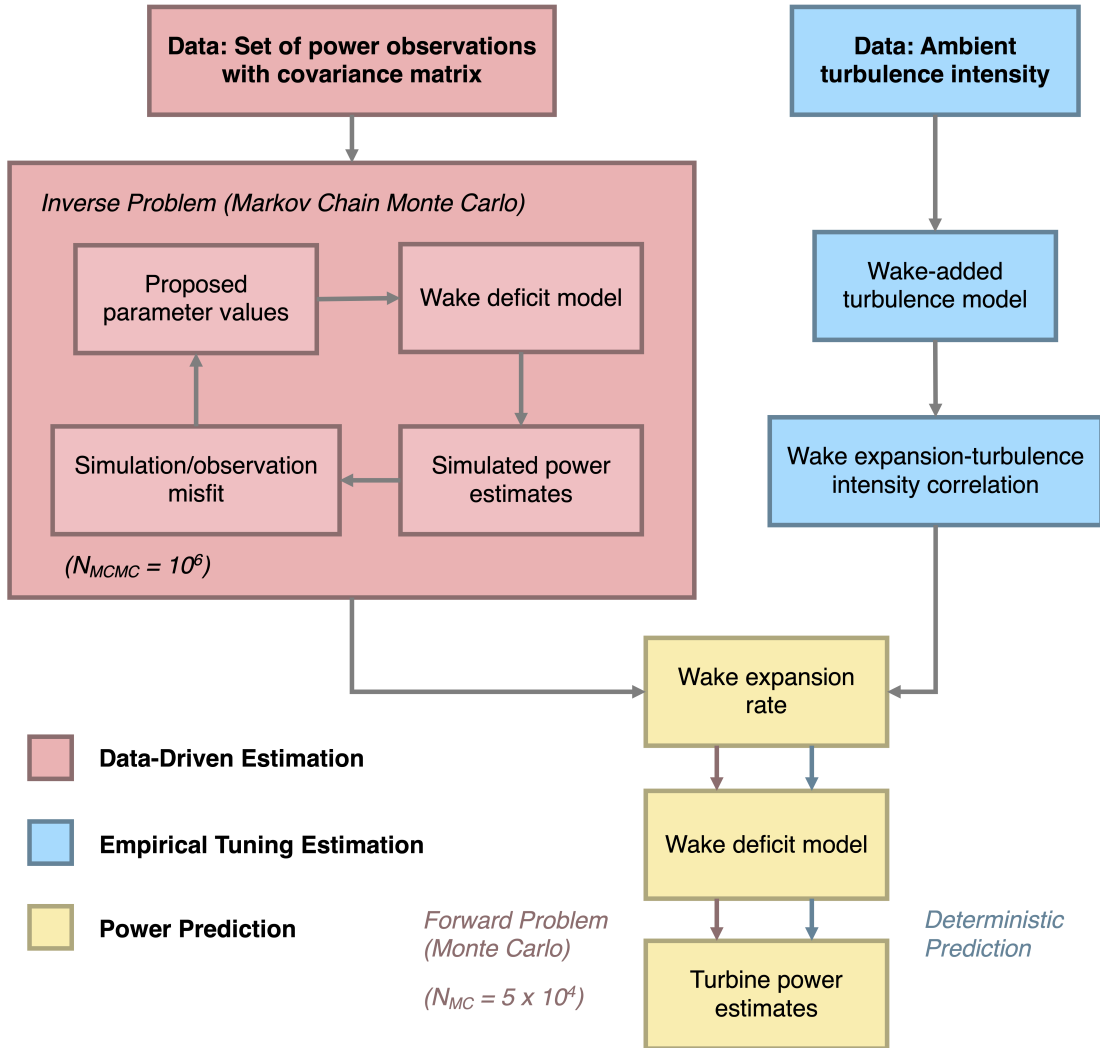 Data: Set of power observations
with covariance matrix
Data: Ambient
turbulence intensity
Inverse Problem (Markov Chain Monte Carlo)
Proposed
parameter values
Wake deficit model
Simulation/observation
misfit
Simulated power
estimates
(N_MCMC = 10⁶)
Wake-added
turbulence model
Wake expansion-turbulence
intensity correlation
Wake expansion
rate
Wake deficit model
Turbine power
estimates
Forward Problem
(Monte Carlo)
(N_MC = 5 x 10⁴)
Deterministic
Prediction
Data-Driven Estimation
Empirical Tuning Estimation
Power Prediction